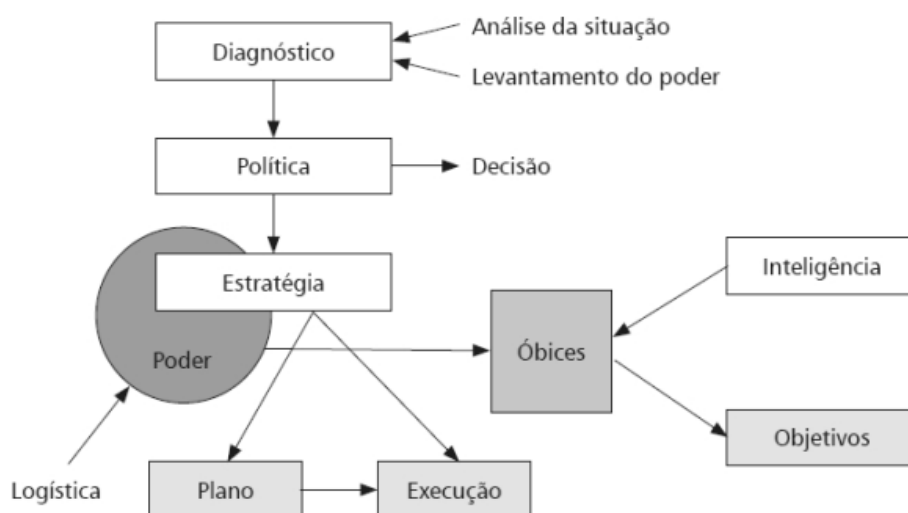 Diagnóstico
Análise da situação
Levantamento do poder
Política
Decisão
Estratégia
Inteligência
Poder
Óbices
Objetivos
Logística
Plano
Execução